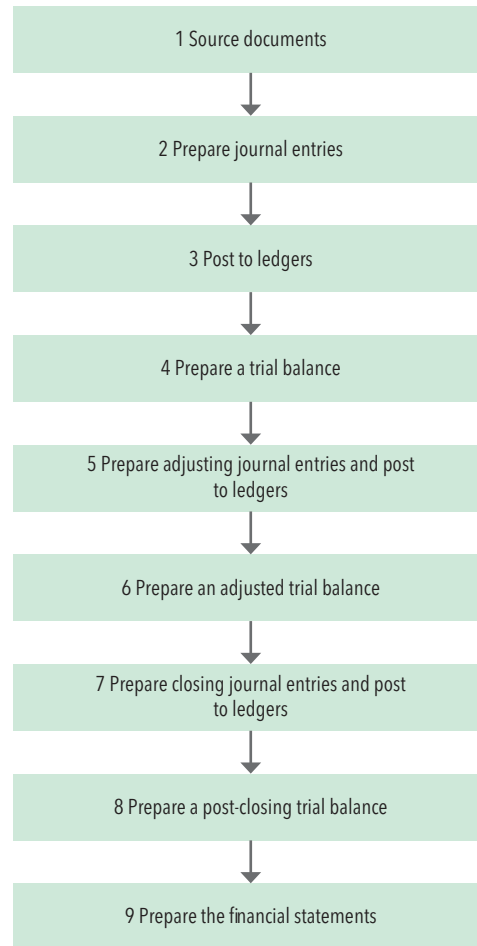 1 Source documents
2 Prepare journal entries
3 Post to ledgers
4 Prepare a trial balance
5 Prepare adjusting journal entries and post
to ledgers
6 Prepare an adjusted trial balance
7 Prepare closing journal entries and post
to ledgers
8 Prepare a post-closing trial balance
9 Prepare the financial statements